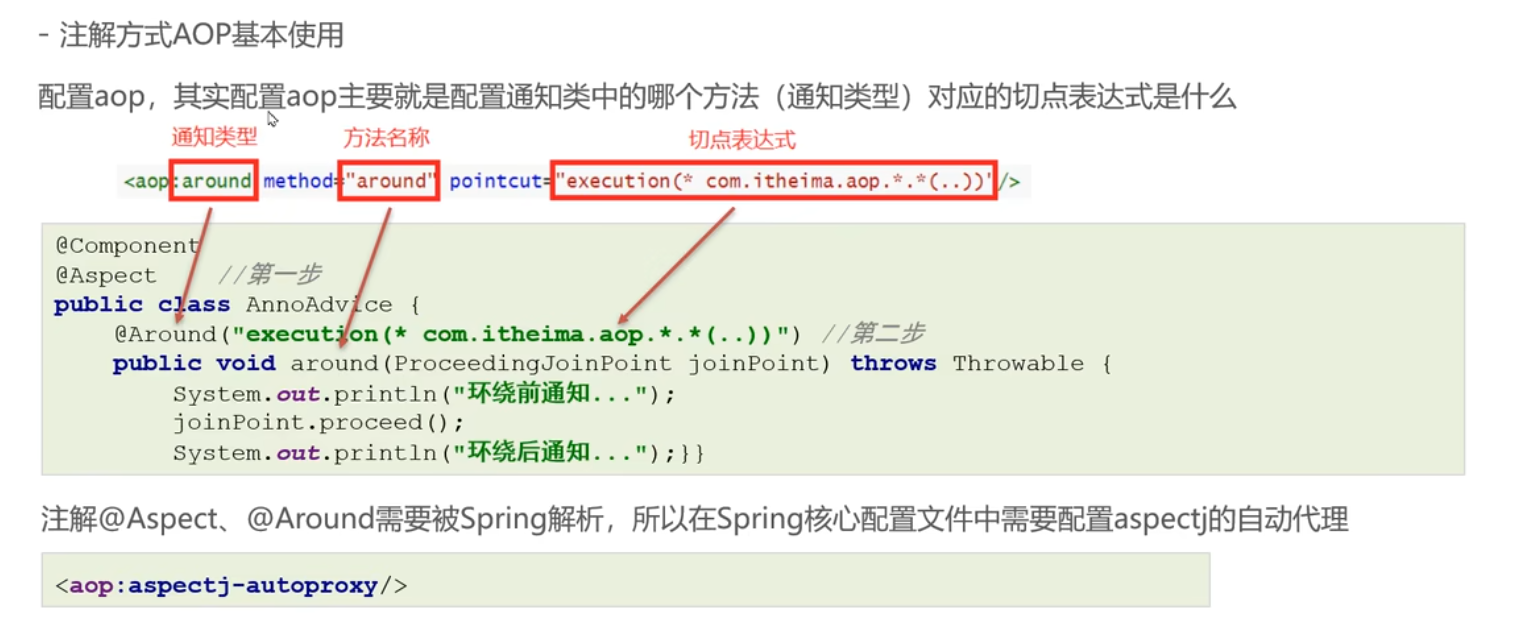 - 注解方式AOP基本使用
配置aop，其实配置aop主要就是配置通知类中的哪个方法（通知类型）对应的切点表达式是什么
通知类型 方法名称 切点表达式
<aop:around method="around" pointcut="execution(* com.itheima.aop.*.*(..))"/>
@Component
@Aspect //第一步
public class AnnoAdvice {
@Around("execution(* com.itheima.aop.*.*(..))") //第二步
public void around(ProceedingJoinPoint joinPoint) throws Throwable {
System.out.println("环绕前通知...");
joinPoint.proceed();
System.out.println("环绕后通知...");}}
注解@Aspect、@Around需要被Spring解析，所以在Spring核心配置文件中需要配置aspectj的自动代理
<aop:aspectj-autoproxy/>